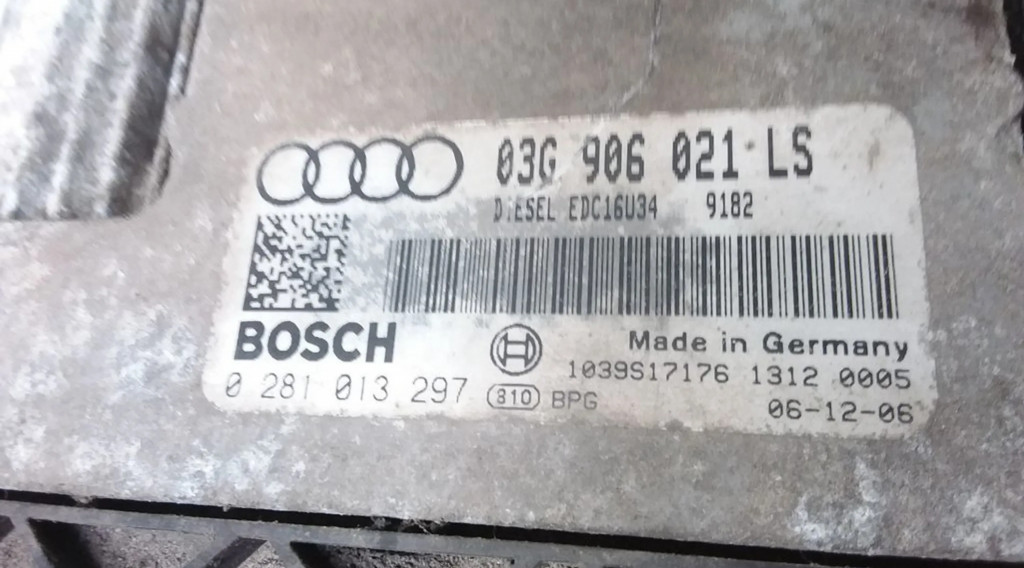 03G 906 021 LS
DIESEL EDC16U34 9182
BOSCH
Made in Germany
1039S17176 1312 0005
0 281 013 297 810 BPG
06-12-06